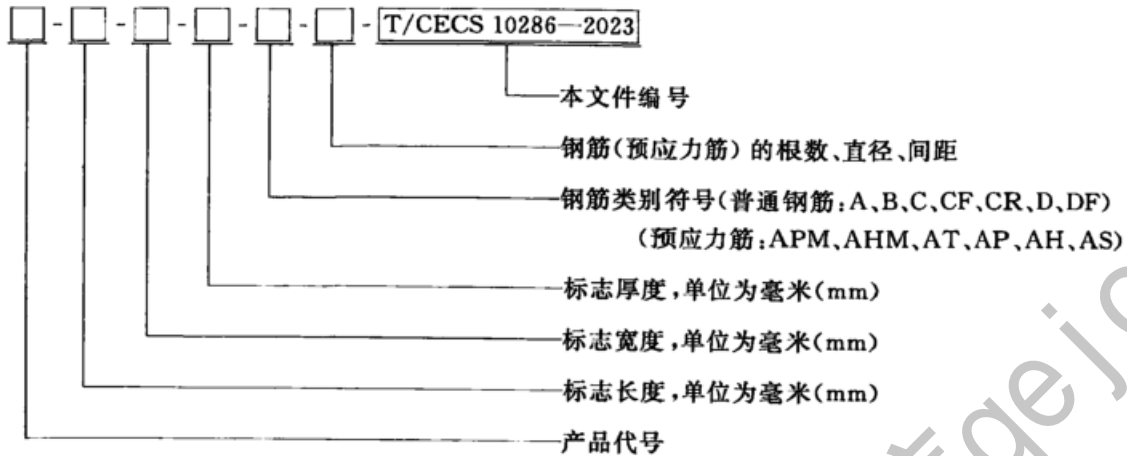 □-□-□-□-□-□-T/CECS 10286—2023
本文件编号
钢筋(预应力筋)的根数、直径、间距
钢筋类别符号(普通钢筋:A、B、C、CF、CR、D、DF)
(预应力筋:APM、AHM、AT、AP、AH、AS)
标志厚度,单位为毫米(mm)
标志宽度,单位为毫米(mm)
标志长度,单位为毫米(mm)
产品代号